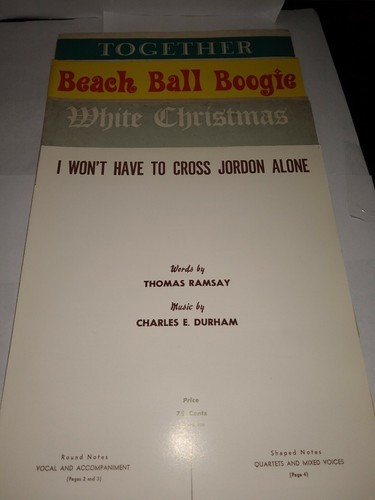 TOGETHER
Beach Ball Boogie
White Christmas
I WON'T HAVE TO CROSS JORDON ALONE
Words by
THOMAS RAMSAY
Music by
CHARLES E. DURHAM
Price
Cents
Round Notes
VOCAL AND ACCOMPANIMENT
Shaped Notes
QUARTETS AND MIXED VOICES
(Page 4)